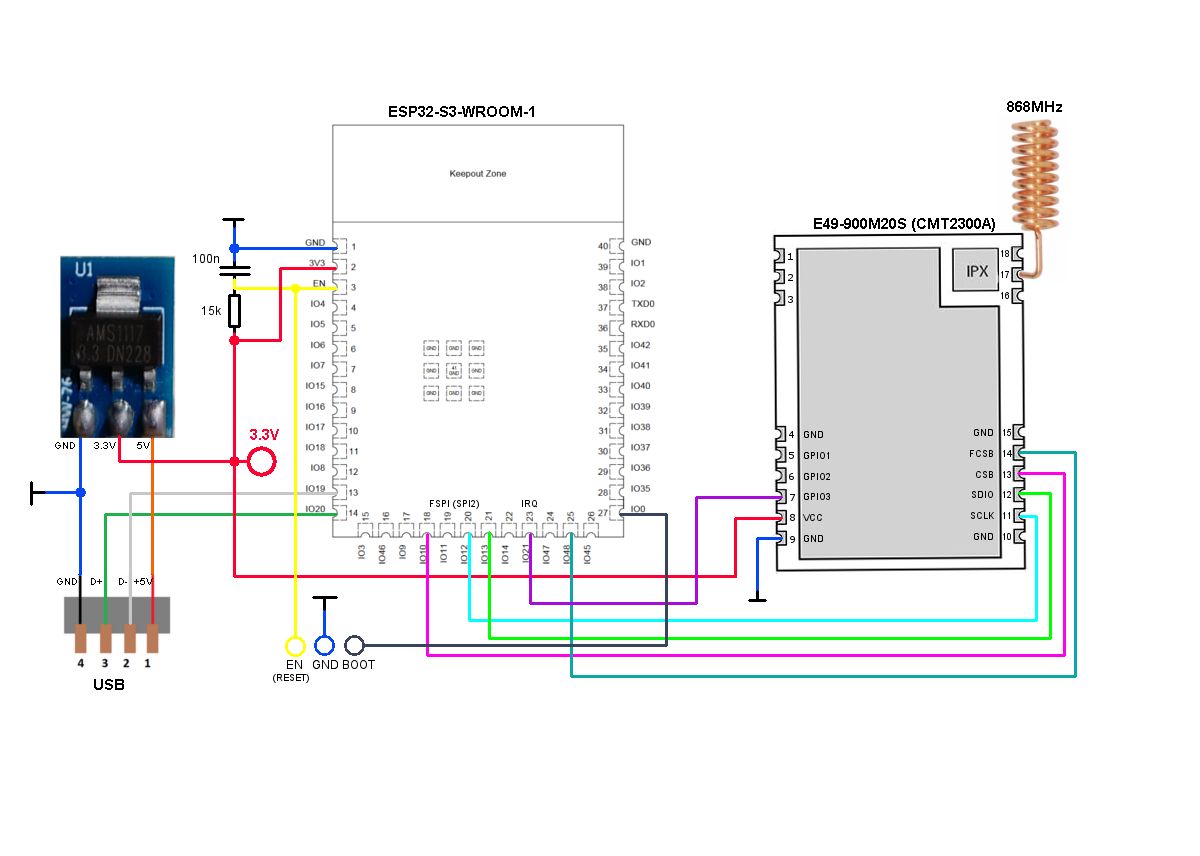 868MHz
ESP32-S3-WROOM-1
Keepout Zone
E49-900M20S (CMT2300A)
U1
AMS1117
3.3 DN228
GND
3.3V
5V
100n
15k
3.3V
GND
1
3V3
2
EN
3
IO4
4
IO5
5
IO6
6
IO7
7
IO15
8
IO16
9
IO17
10
IO18
11
IO8
12
IO19
13
IO20
14
40
GND
39
IO1
38
IO2
37
TXD0
36
RXD0
35
IO42
34
IO41
33
IO40
32
IO39
31
IO38
30
IO37
29
IO36
28
IO35
27
IO0
GND GND GND
GND 41 GND GND
GND GND GND
FSPI (SPI2)
IRQ
15 16 17 18 19 20 21 22 23 24 25 26
IO3 IO46 IO9 IO10 IO11 IO12 IO13 IO14 IO21 IO47 IO48 IO45
IPX
1
2
3
4 GND
5 GPIO1
6 GPIO2
7 GPIO3
8 VCC
9 GND
18
17
16
GND 15
FCSB 14
CSB 13
SDIO 12
SCLK 11
GND 10
GND D+ D- +5V
4 3 2 1
USB
EN
(RESET)
GND
BOOT